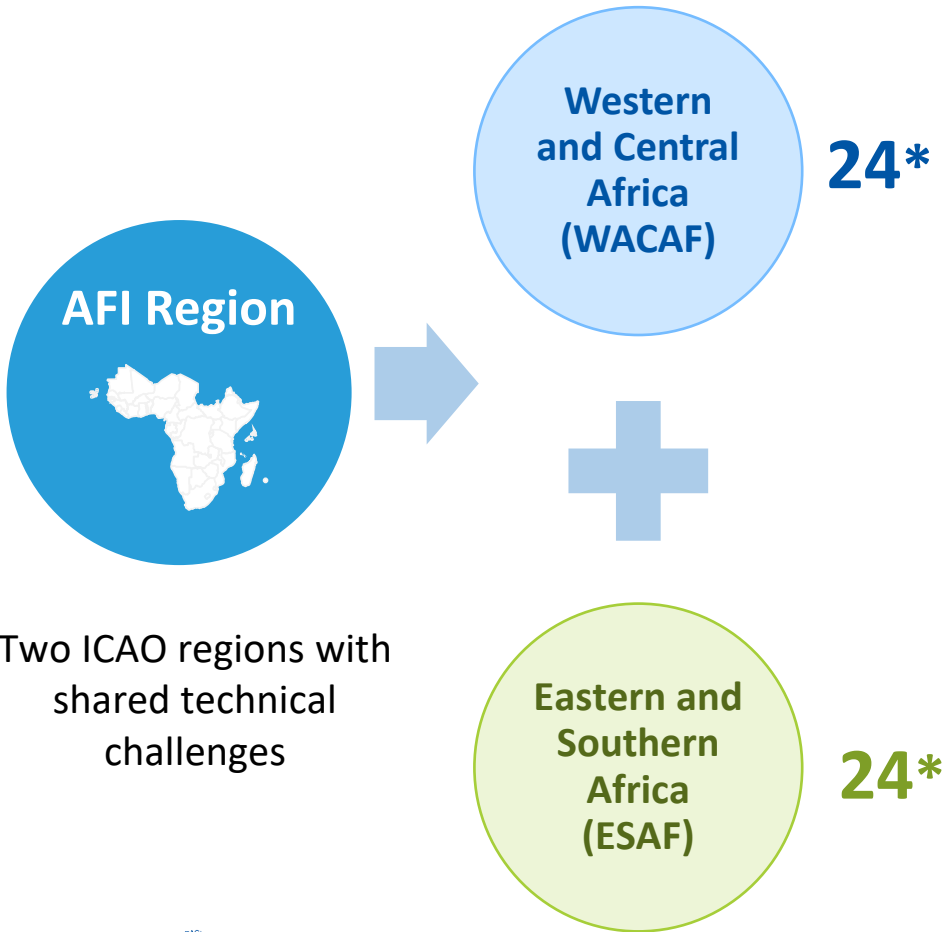 AFI Region
Two ICAO regions with
shared technical
challenges
Western
and Central
Africa
(WACAF)
24*
Eastern and
Southern
Africa
(ESAF)
24*